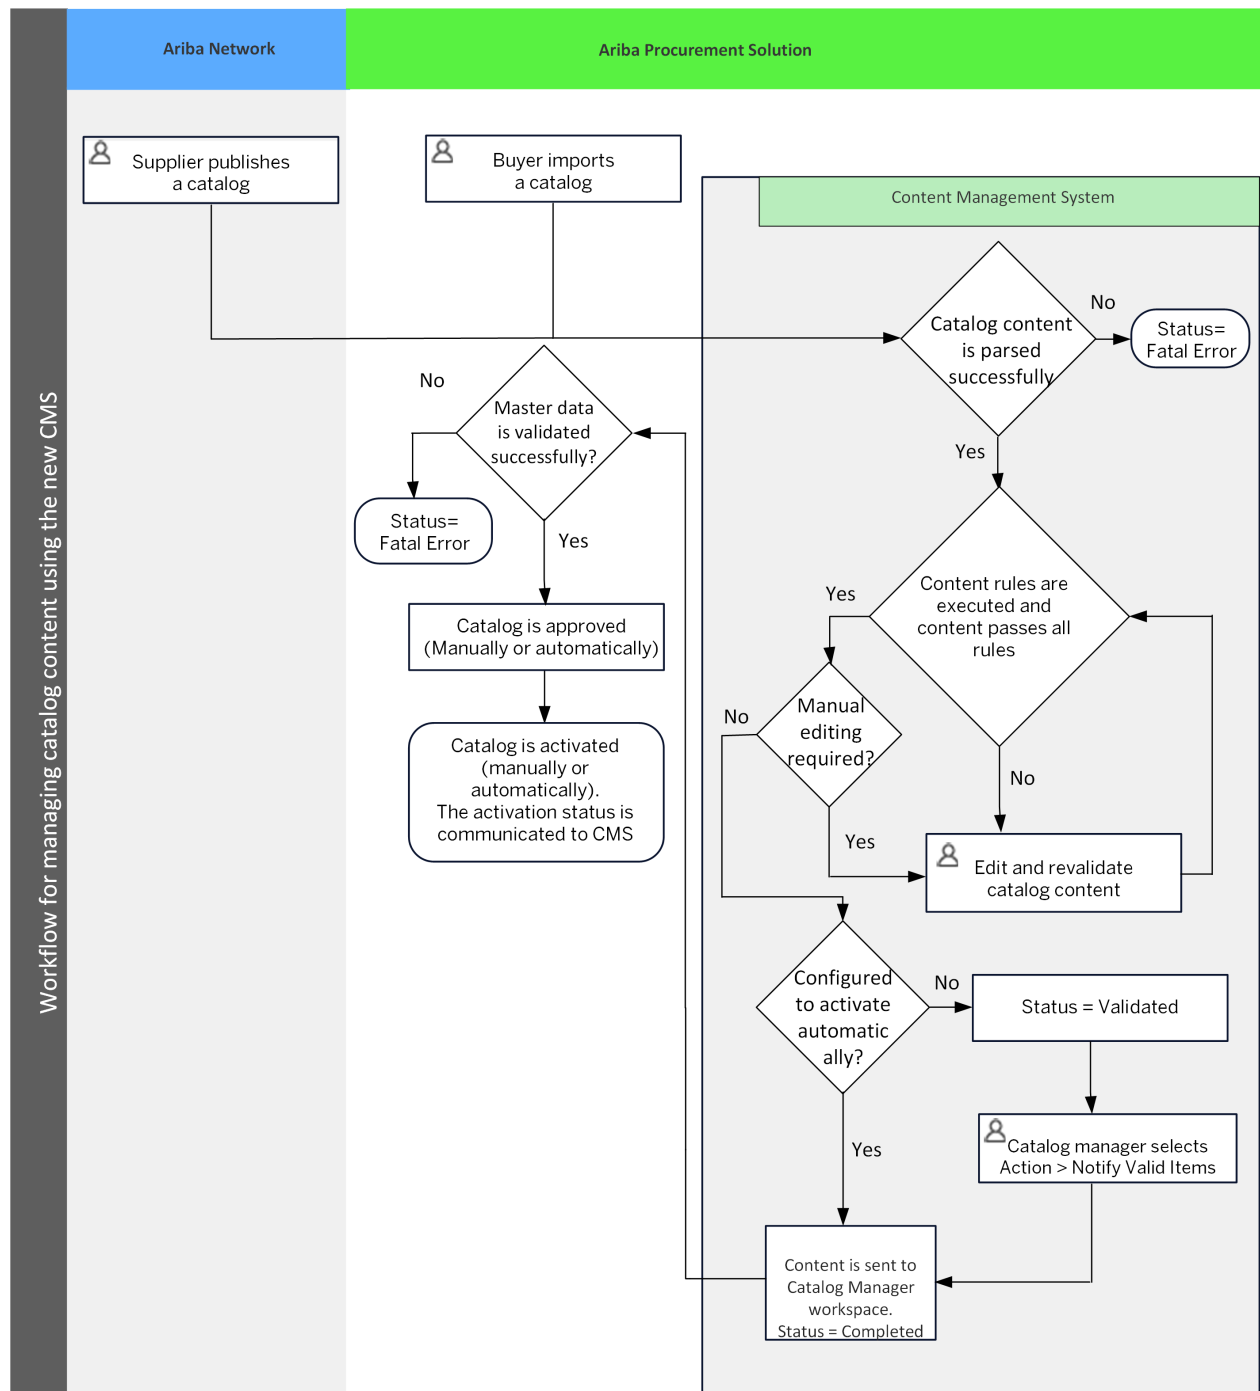 Workflow for managing catalog content using the new CMS
Ariba Network
Ariba Procurement Solution
Supplier publishes
a catalog
Buyer imports
a catalog
Content Management System
Catalog content
is parsed
successfully
No
Status=
Fatal Error
Yes
No
Master data
is validated
successfully?
Status=
Fatal Error
Yes
Catalog is approved
(Manually or automatically)
Catalog is activated
(manually or
automatically).
The activation status is
communicated to CMS
Content rules are
executed and
content passes all
rules
Yes
No
Manual
editing
required?
No
Yes
Edit and revalidate
catalog content
Configured
to activate
automatic
ally?
No
Status = Validated
Yes
Catalog manager selects
Action > Notify Valid Items
Content is sent to
Catalog Manager
workspace.
Status = Completed